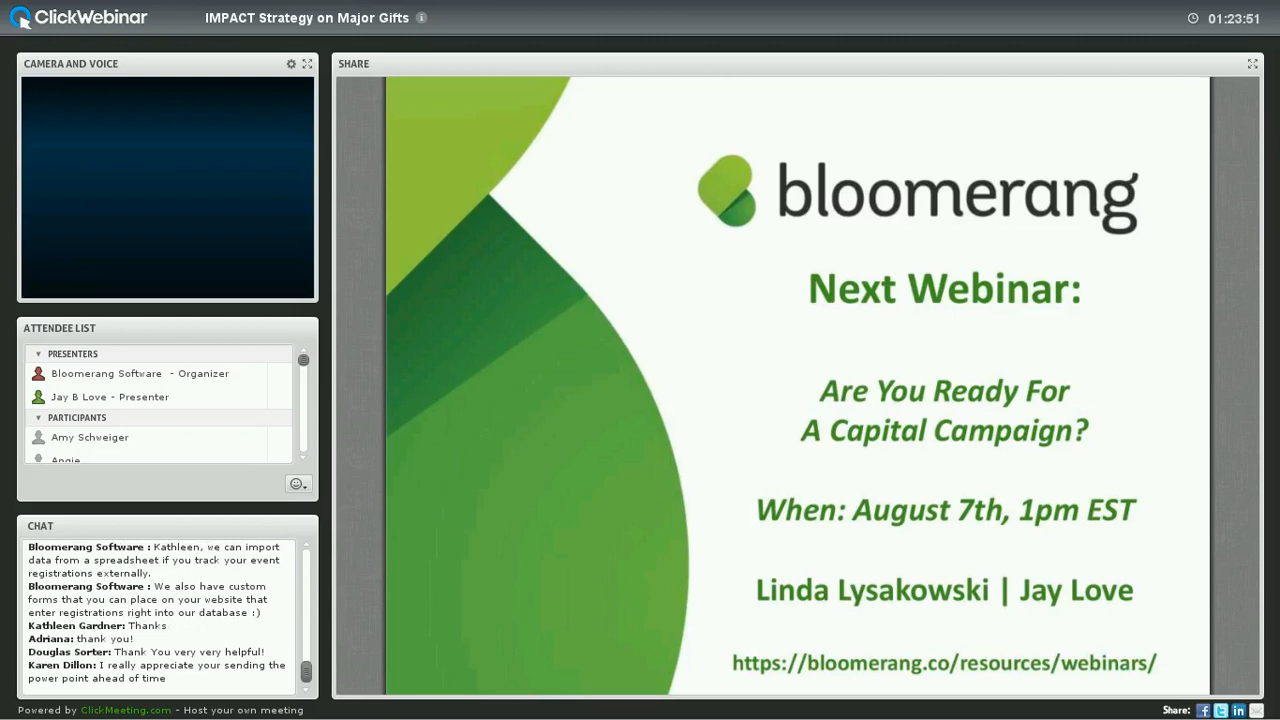 ClickWebinar
IMPACT Strategy on Major Gifts
01:23:51
CAMERA AND VOICE
ATTENDEE LIST
PRESENTERS
Bloomerang Software - Organizer
Jay B Love - Presenter
PARTICIPANTS
Amy Schweiger
Angie
CHAT
Bloomerang Software : Kathleen, we can import
data from a spreadsheet if you track your event
registrations externally.
Bloomerang Software : We also have custom
forms that you can place on your website that
enter registrations right into our database :)
Kathleen Gardner: Thanks
Adriana: thank you!
Douglas Sorter: Thank You very very helpful!
Karen Dillon: I really appreciate your sending the
power point ahead of time
SHARE
bloomerang
Next Webinar:
Are You Ready For
A Capital Campaign?
When: August 7th, 1pm EST
Linda Lysakowski | Jay Love
https://bloomerang.co/resources/webinars/
Powered by ClickMeeting.com - Host your own meeting
Share: